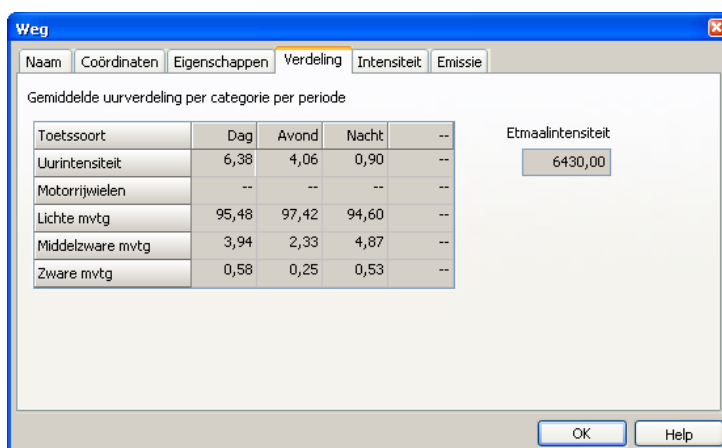 Weg
Naam Coördinaten Eigenschappen Verdeling Intensiteit Emissie
Gemiddelde uurverdeling per categorie per periode
Toetssoort Dag Avond Nacht --
Etmaalintensiteit
Uurintensiteit 6,38 4,06 0,90 --
6430,00
Motorrijwielen -- -- -- --
Lichte mvtg 95,48 97,42 94,60 --
Middelzware mvtg 3,94 2,33 4,87 --
Zware mvtg 0,58 0,25 0,53 --
OK Help